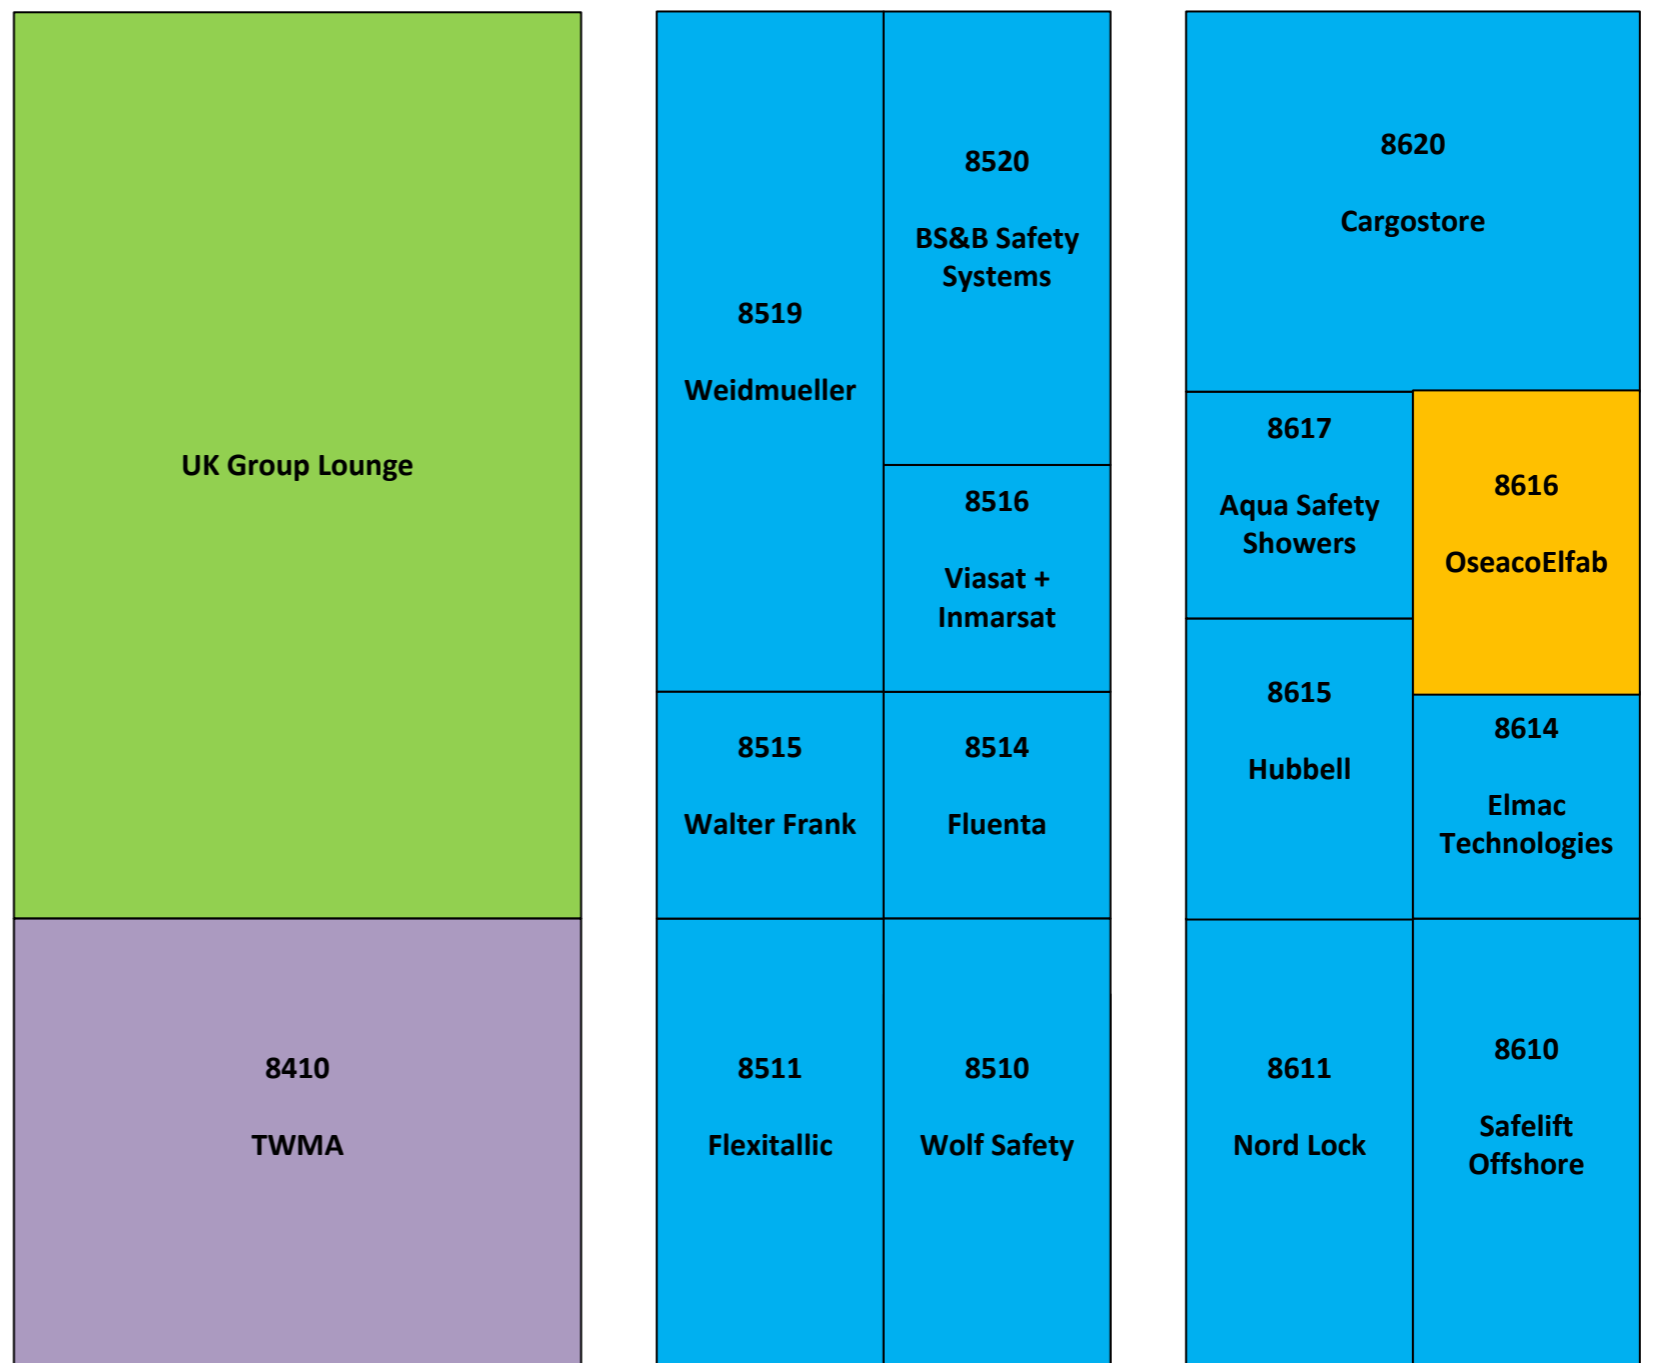 UK Group Lounge
8410
TWMA
8519
Weidmueller
8520
BS&B Safety
Systems
8516
Viasat +
Inmarsat
8515
Walter Frank
8514
Fluenta
8511
Flexitallic
8510
Wolf Safety
8620
Cargostore
8617
Aqua Safety
Showers
8616
OseacoElfab
8615
Hubbell
8614
Elmac
Technologies
8611
Nord Lock
8610
Safelift
Offshore